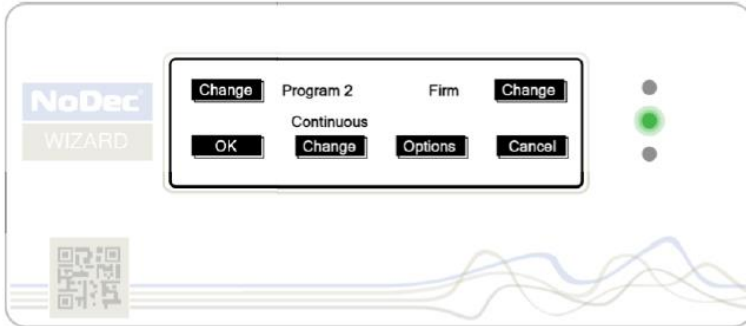 NoDec
WIZARD
Change Program 2 Firm Change
Continuous
OK Change Options Cancel